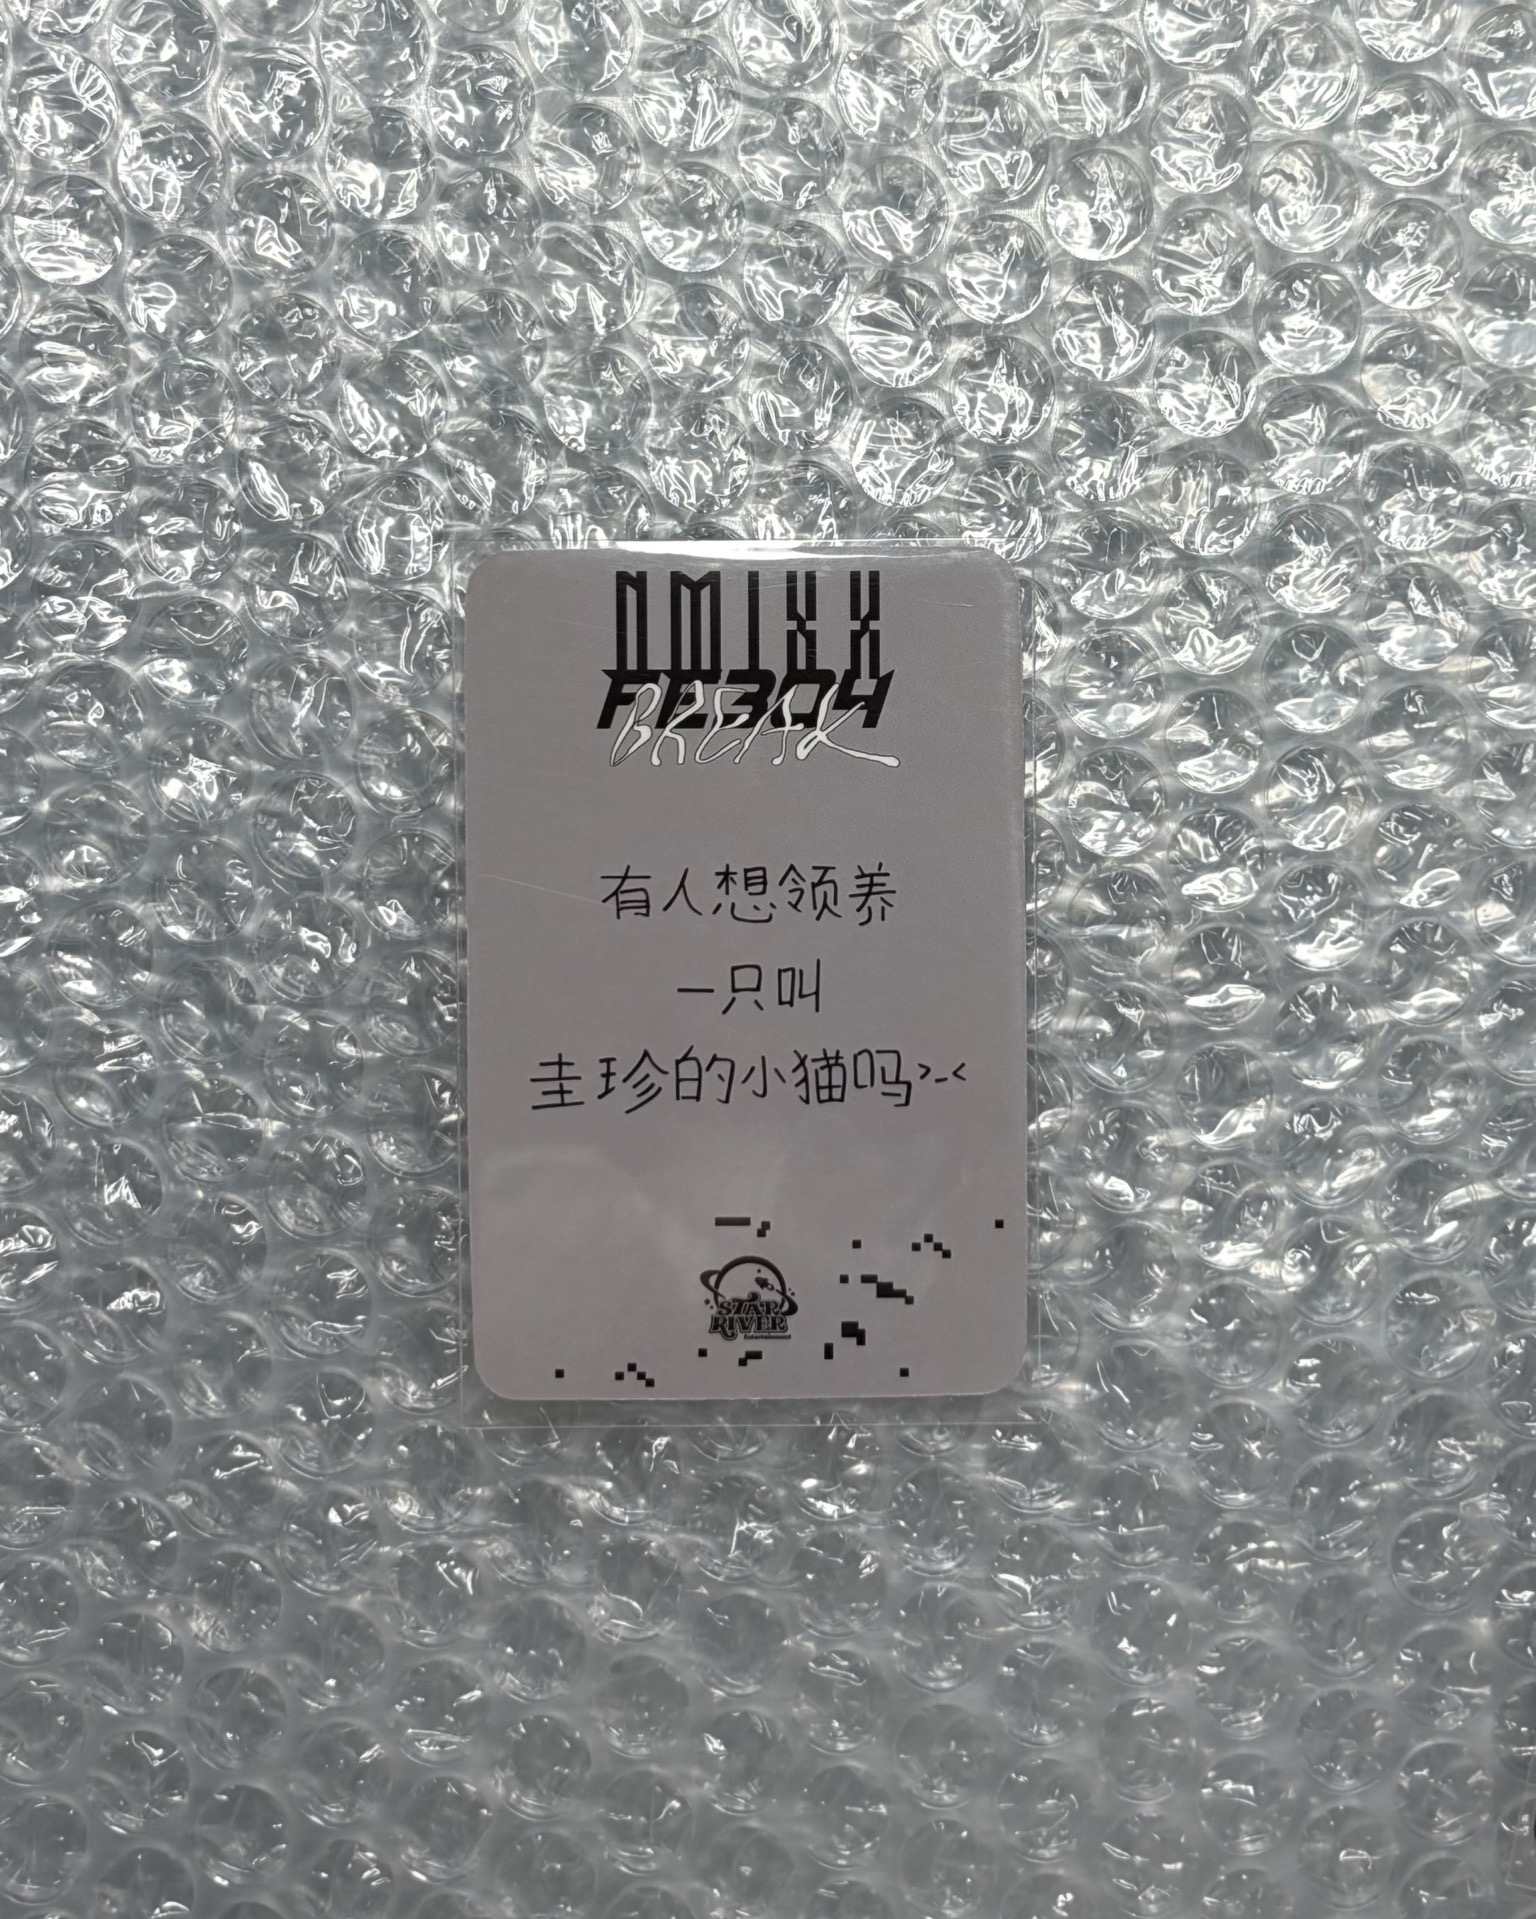 NMIXX
FE3O4
BREAK
有人想领养
一只叫
圭珍的小猫吗>-<
STAR
RIVER
Entertainment